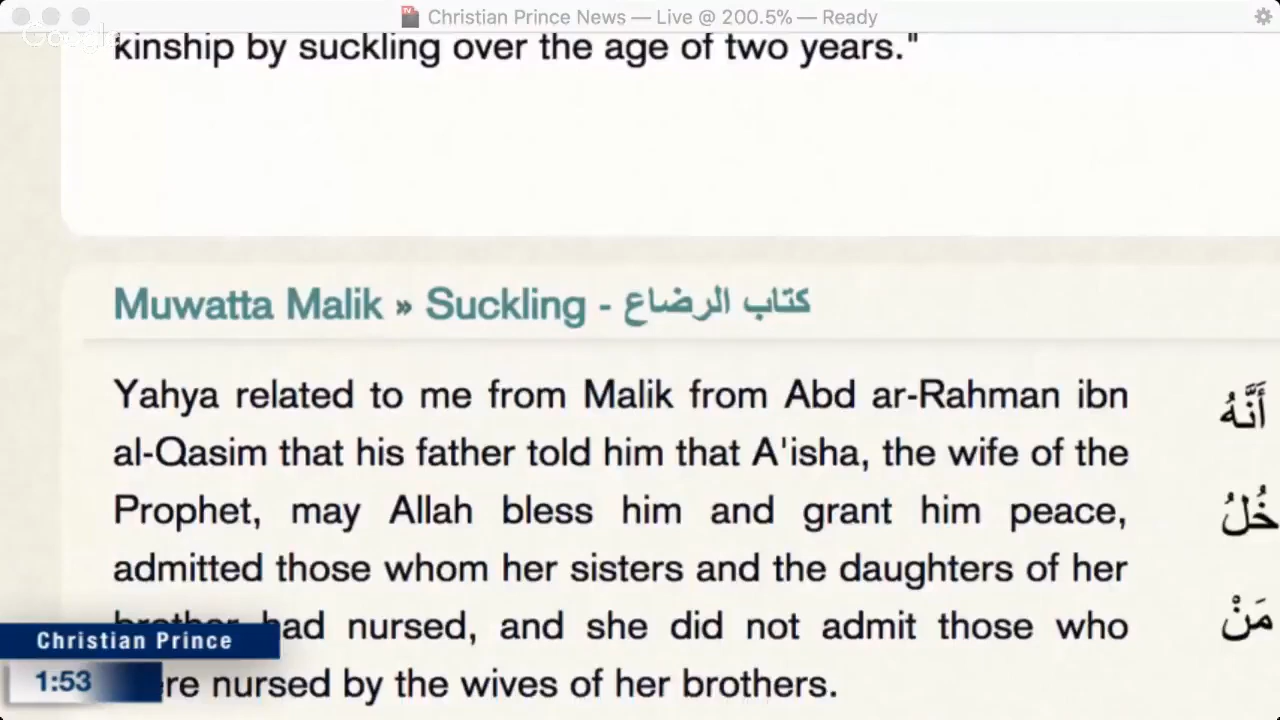 Christian Prince News — Live @ 200.5% — Ready
Google
kinship by suckling over the age of two years."
Muwatta Malik » Suckling - كتاب الرضاع
Yahya related to me from Malik from Abd ar-Rahman ibn
al-Qasim that his father told him that A'isha, the wife of the
Prophet, may Allah bless him and grant him peace,
admitted those whom her sisters and the daughters of her
brother had nursed, and she did not admit those who
were nursed by the wives of her brothers.
أَنَّهُ
خُلُ
مَنْ
Christian Prince
1:53